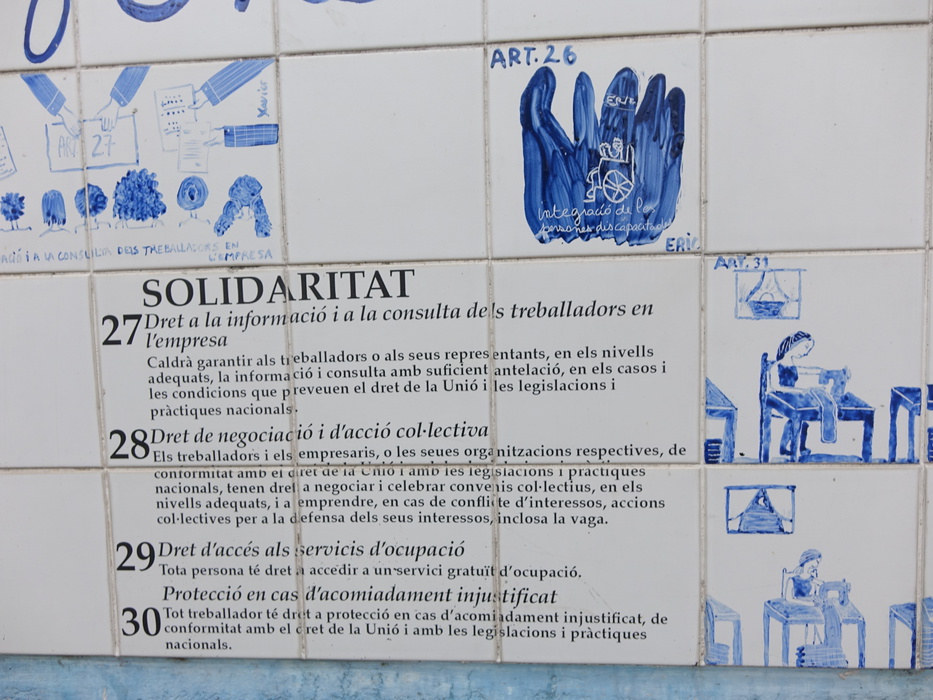 ART. 26
ERIC
integració de les
persones discapacitades
ERIC
Xavier
ART 27
ACIÓ I A LA CONSULTA DELS TREBALLADORS EN
L'EMPRESA
SOLIDARITAT
27 Dret a la informació i a la consulta dels treballadors en
l'empresa
Caldrà garantir als treballadors o als seus representants, en els nivells
adequats, la informació i consulta amb suficient antelació, en els casos i
les condicions que preveuen el dret de la Unió i les legislacions i
pràctiques nacionals.
28 Dret de negociació i d'acció col·lectiva
Els treballadors i els empresaris, o les seues organitzacions respectives, de
conformitat amb el dret de la Unió i amb les legislacions i pràctiques
nacionals, tenen dret a negociar i celebrar convenis col·lectius, en els
nivells adequats, i a emprendre, en cas de conflicte d'interessos, accions
col·lectives per a la defensa dels seus interessos, inclosa la vaga.
29 Dret d'accés als servicis d'ocupació
Tota persona té dret a accedir a un servici gratuït d'ocupació.
Protecció en cas d'acomiadament injustificat
30 Tot treballador té dret a protecció en cas d'acomiadament injustificat, de
conformitat amb el dret de la Unió i amb les legislacions i pràctiques
nacionals.
ART. 31